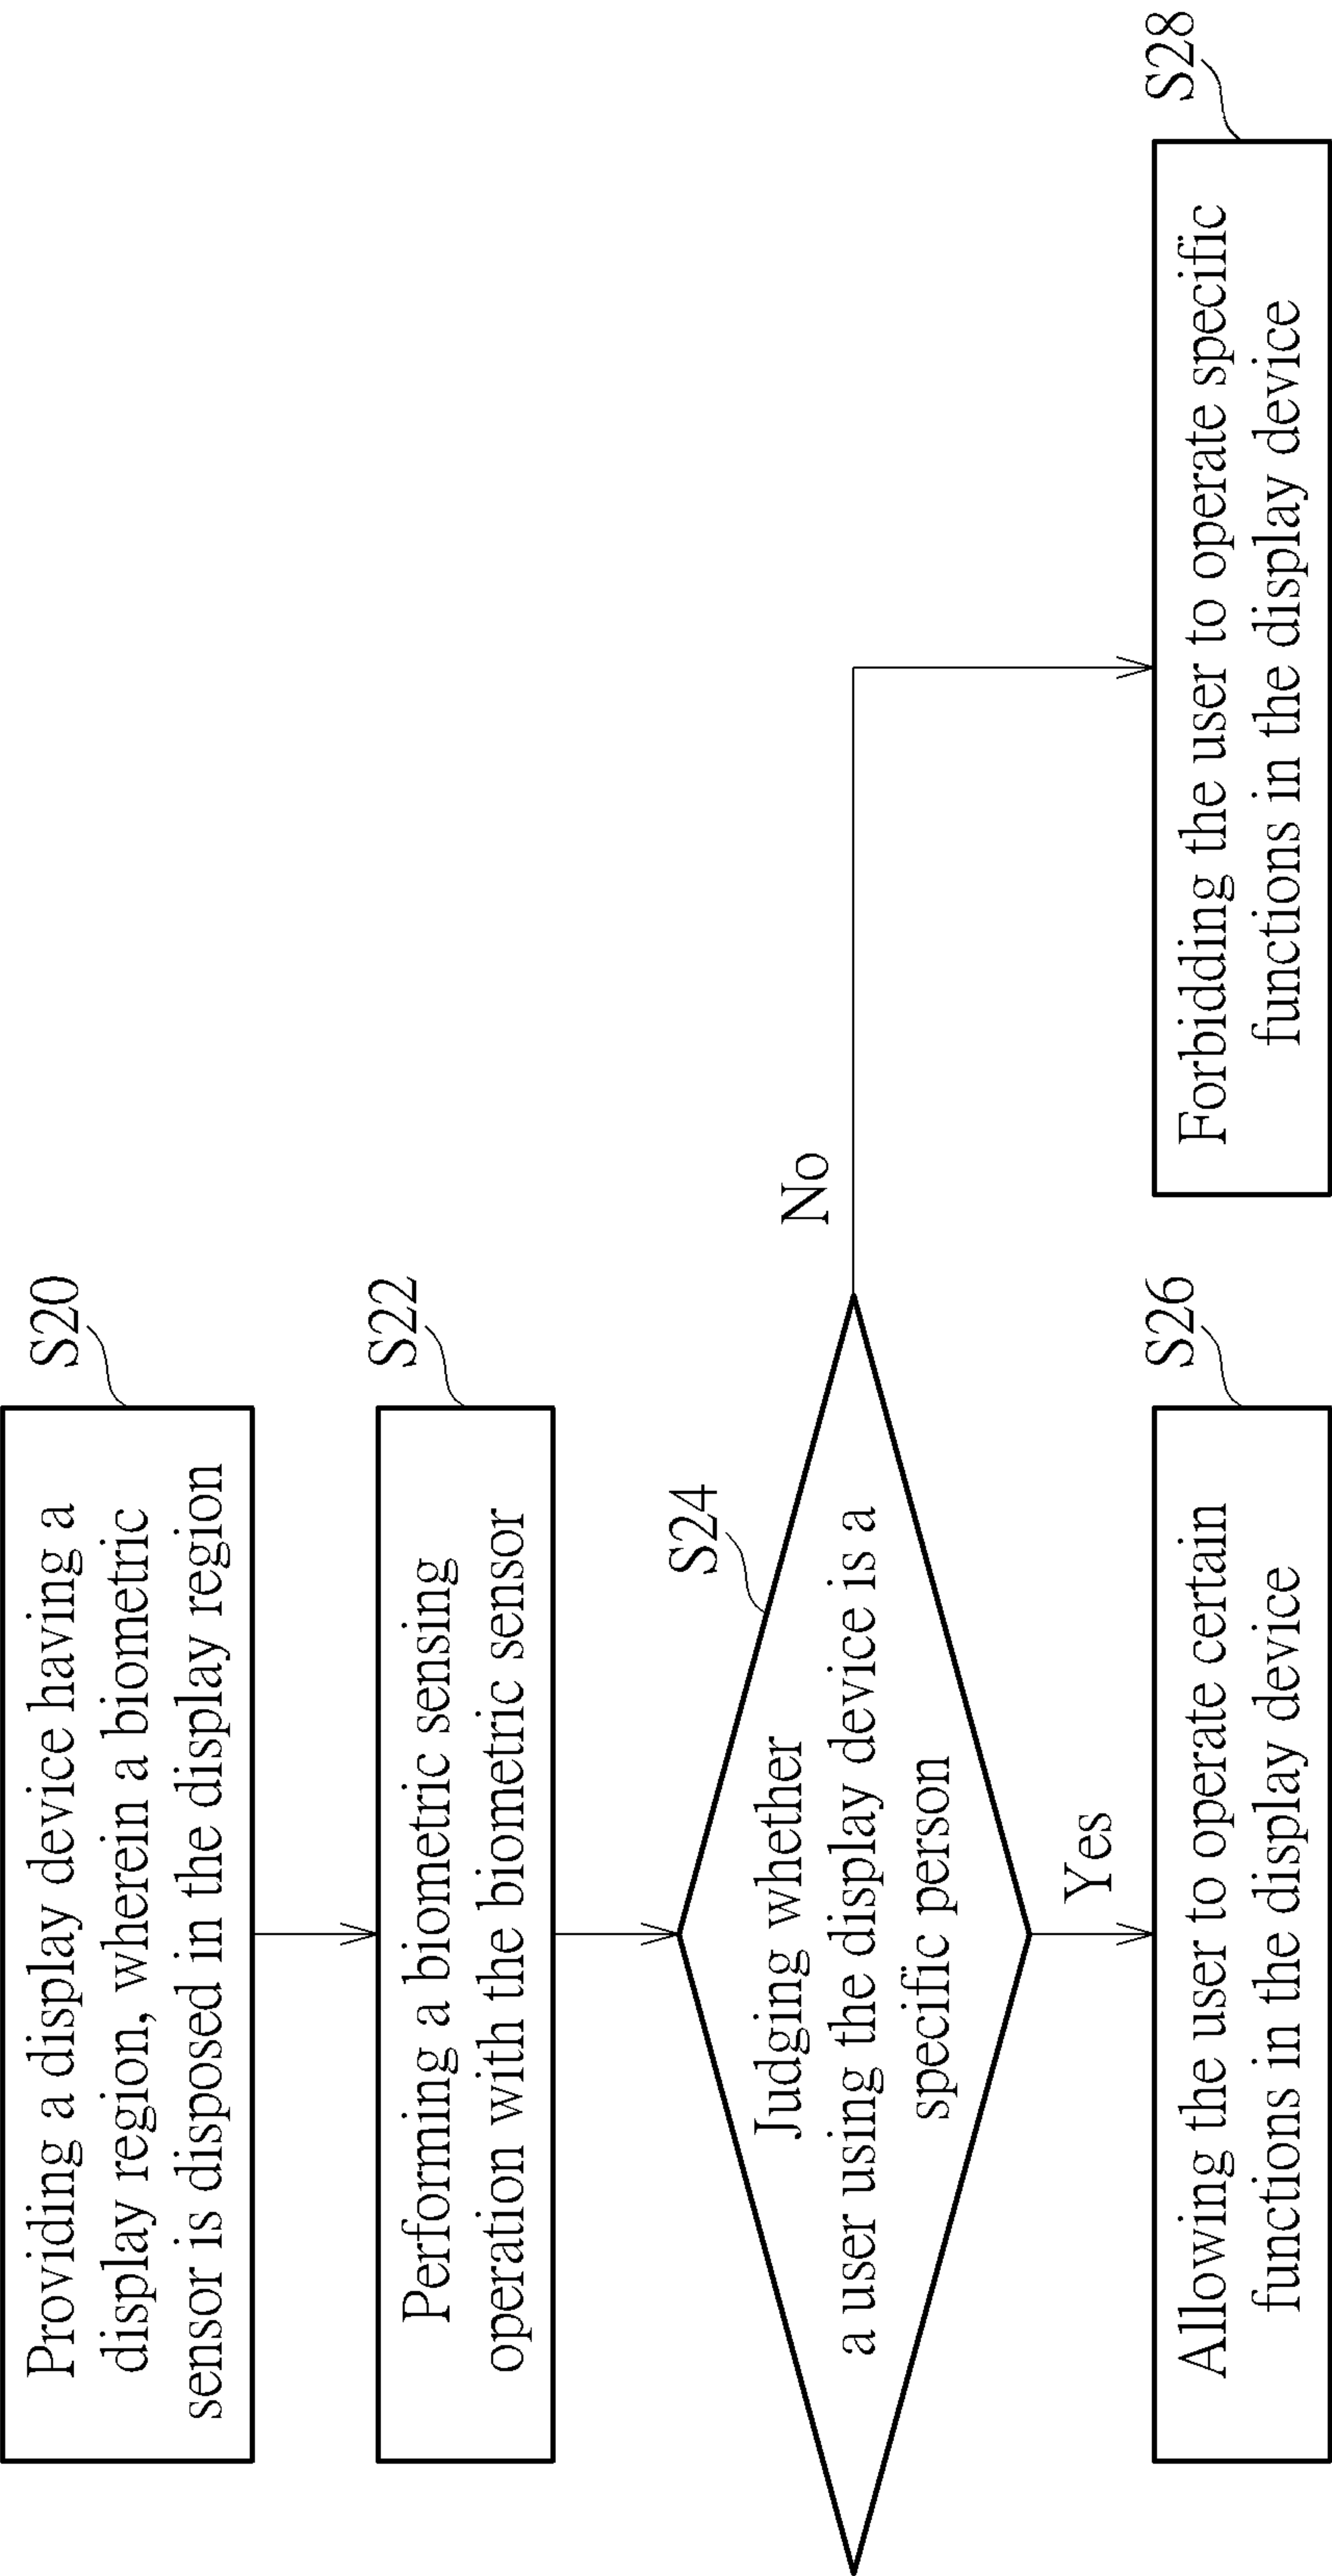 S20
Providing a display device having a
display region, wherein a biometric
sensor is disposed in the display region
S22
Performing a biometric sensing
operation with the biometric sensor
S24
Judging whether
a user using the display device is a
specific person
No
Yes
S26
Allowing the user to operate certain
functions in the display device
S28
Forbidding the user to operate specific
functions in the display device